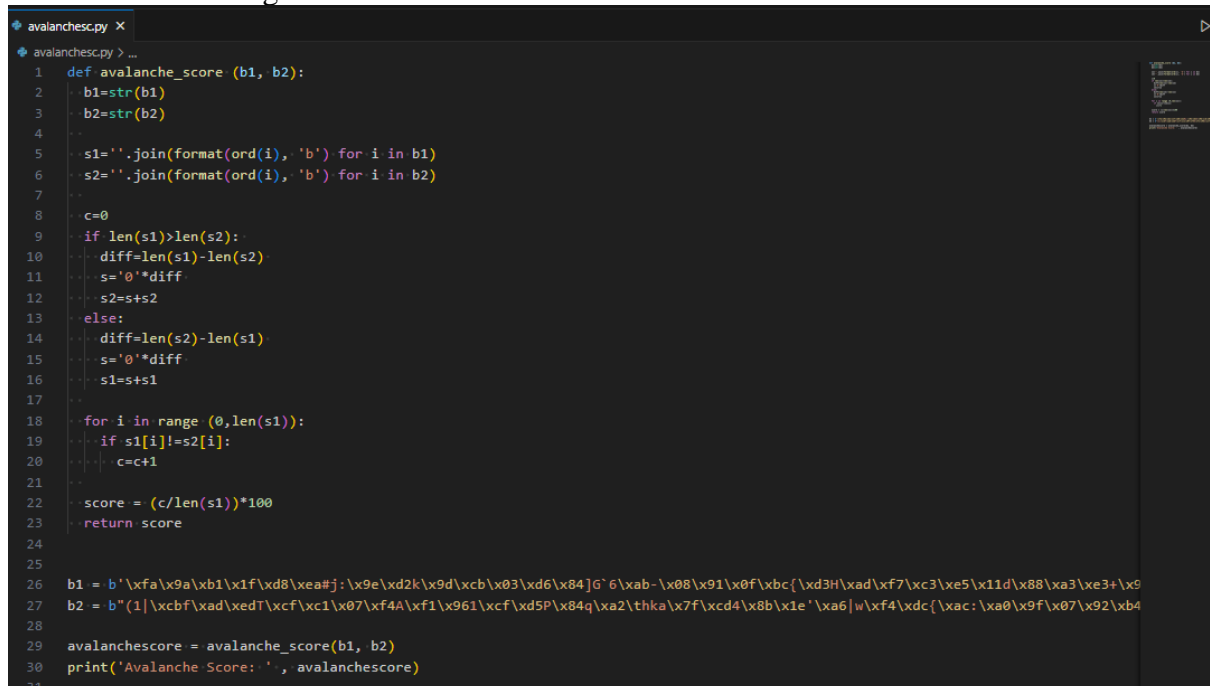 avalanchesc.py ×
avalanchesc.py > ...
1 def avalanche_score (b1, b2):
2   b1=str(b1)
3   b2=str(b2)
4
5   s1=''.join(format(ord(i), 'b') for i in b1)
6   s2=''.join(format(ord(i), 'b') for i in b2)
7
8   c=0
9   if len(s1)>len(s2):
10     diff=len(s1)-len(s2)
11     s='0'*diff
12     s2=s+s2
13   else:
14     diff=len(s2)-len(s1)
15     s='0'*diff
16     s1=s+s1
17
18   for i in range (0,len(s1)):
19     if s1[i]!=s2[i]:
20       c=c+1
21
22   score = (c/len(s1))*100
23   return score
24
25
26 b1 = b'\xfa\x9a\xb1\x1f\xd8\xea#j:\x9e\xd2k\x9d\xcb\x03\xd6\x84]G`6\xab-\x08\x91\x0f\xbc{\xd3H\xad\xf7\xc3\xe5\x11d\x88\xa3\xe3+\x9
27 b2 = b"(1|\xcbf\xad\xedT\xcf\xc1\x07\xf4A\xf1\x961\xcf\xd5P\x84q\xa2\thka\x7f\xcd4\x8b\x1e'\xa6|w\xf4\xdc{\xac:\xa0\x9f\x07\x92\xb4
28
29 avalanchescore = avalanche_score(b1, b2)
30 print('Avalanche Score: ' , avalanchescore)